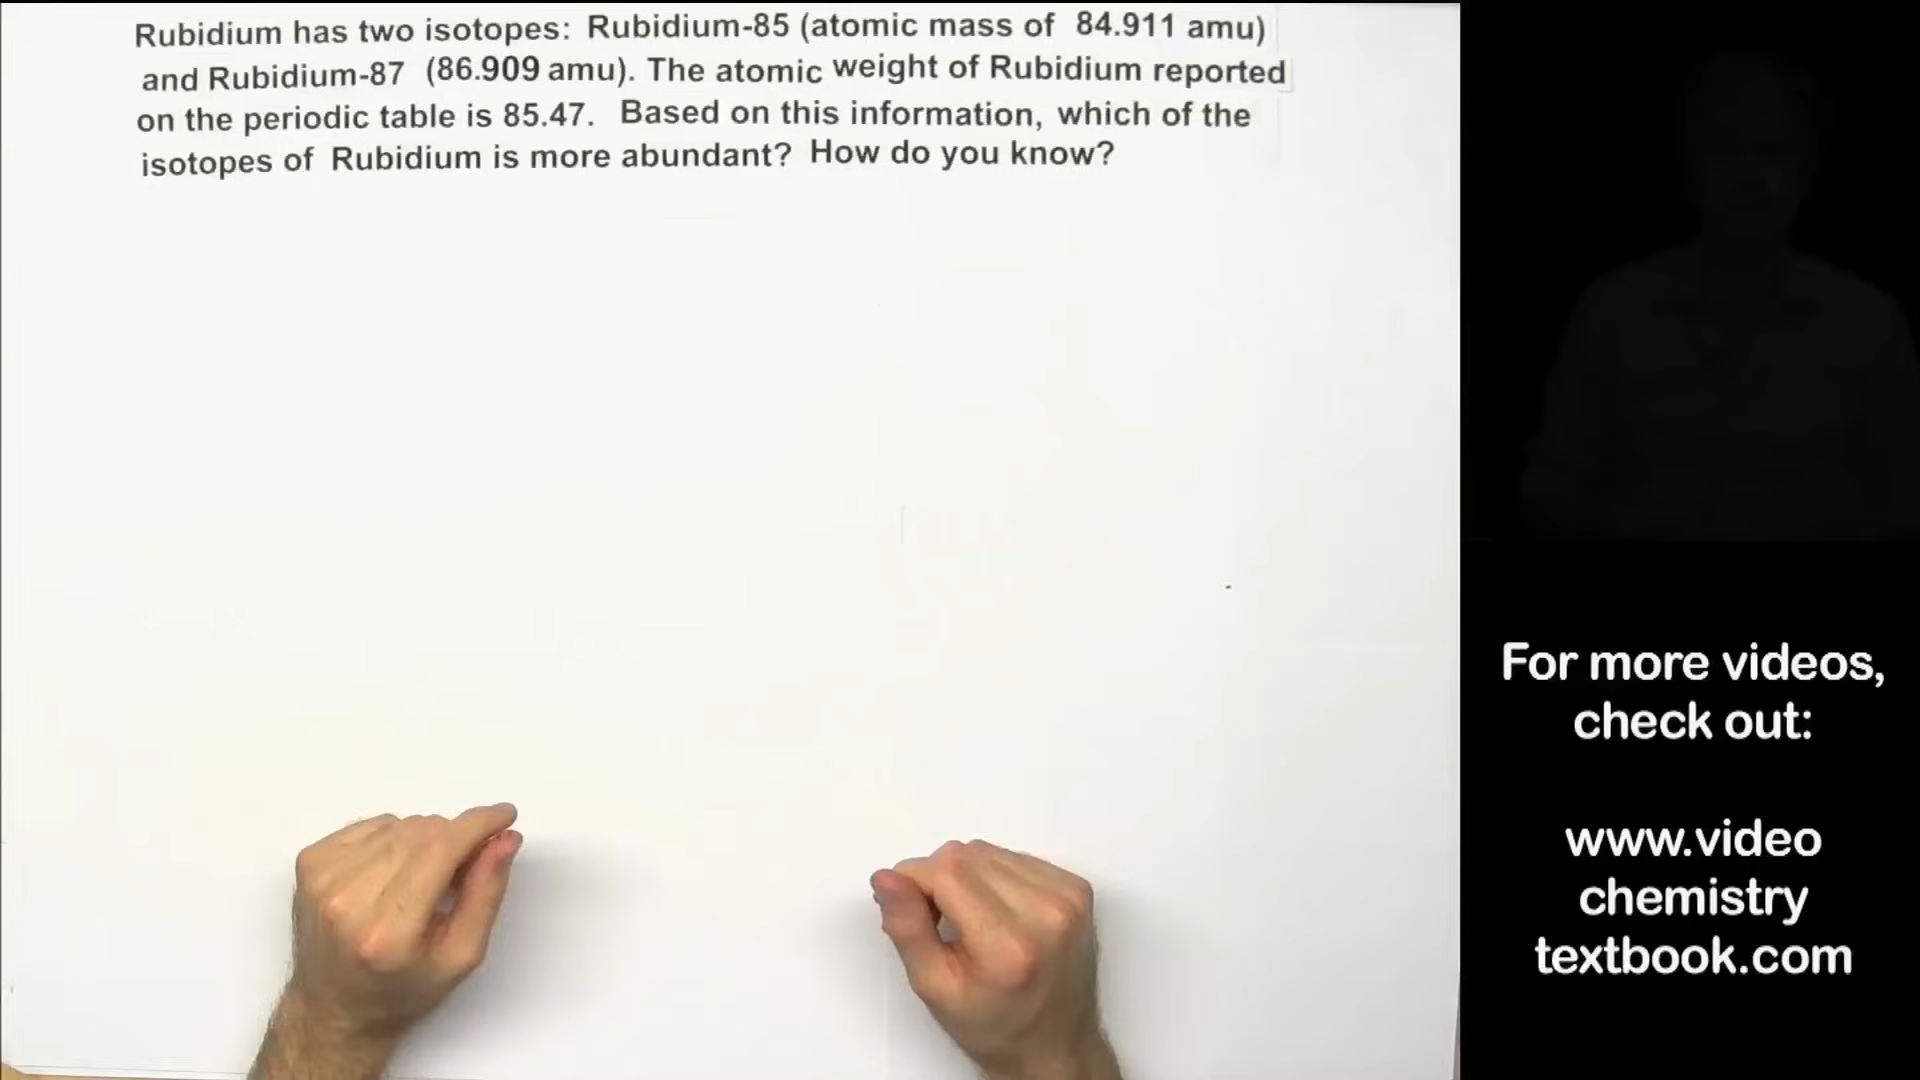 Rubidium has two isotopes: Rubidium-85 (atomic mass of 84.911 amu)
and Rubidium-87 (86.909 amu). The atomic weight of Rubidium reported
on the periodic table is 85.47. Based on this information, which of the
isotopes of Rubidium is more abundant? How do you know?
For more videos,
check out:
www.video
chemistry
textbook.com